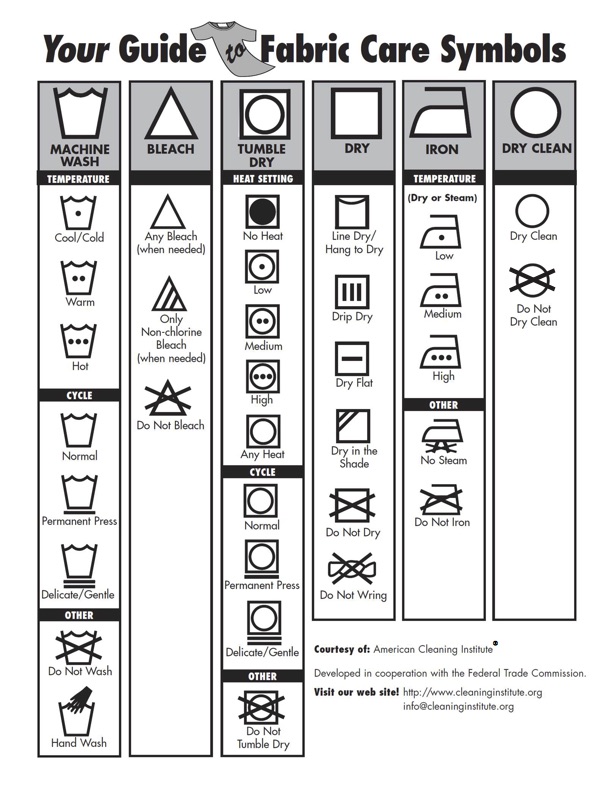 Your Guide to Fabric Care Symbols
MACHINE
WASH
TEMPERATURE
Cool/Cold
Warm
Hot
CYCLE
Normal
Permanent Press
Delicate/Gentle
OTHER
Do Not Wash
Hand Wash
BLEACH
Any Bleach
(when needed)
Only
Non-chlorine
Bleach
(when needed)
Do Not Bleach
TUMBLE
DRY
HEAT SETTING
No Heat
Low
Medium
High
Any Heat
CYCLE
Normal
Permanent Press
Delicate/Gentle
OTHER
Do Not
Tumble Dry
DRY
Line Dry/
Hang to Dry
Drip Dry
Dry Flat
Dry in the
Shade
Do Not Dry
Do Not Wring
IRON
TEMPERATURE
(Dry or Steam)
Low
Medium
High
OTHER
No Steam
Do Not Iron
DRY CLEAN
Dry Clean
Do Not
Dry Clean
Courtesy of: American Cleaning Institute®
Developed in cooperation with the Federal Trade Commission.
Visit our web site! http://www.cleaninginstitute.org
info@cleaninginstitute.org